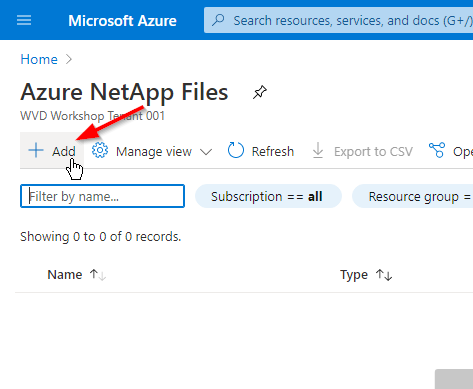 Microsoft Azure
Search resources, services, and docs (G+/)
Home
Azure NetApp Files
WVD Workshop Tenant 001
Add Manage view Refresh Export to CSV Ope
Filter by name... Subscription == all Resource group =
Showing 0 to 0 of 0 records.
Name Type